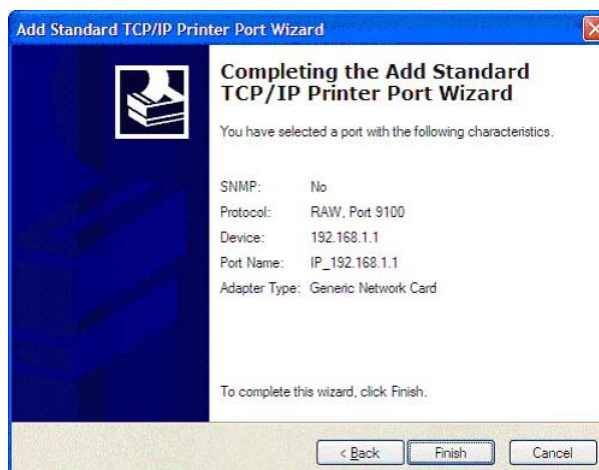 Add Standard TCP/IP Printer Port Wizard
Completing the Add Standard
TCP/IP Printer Port Wizard
You have selected a port with the following characteristics.
SNMP: No
Protocol: RAW, Port 9100
Device: 192.168.1.1
Port Name: IP_192.168.1.1
Adapter Type: Generic Network Card
To complete this wizard, click Finish.
< Back Finish Cancel